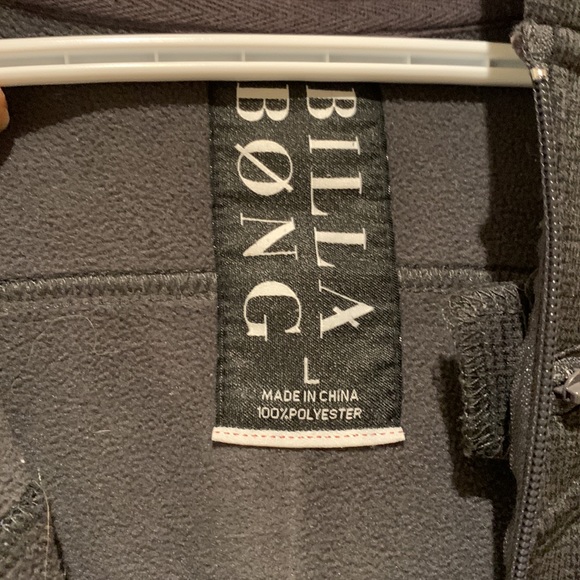 BILLA
BØNG
L
MADE IN CHINA
100%POLYESTER